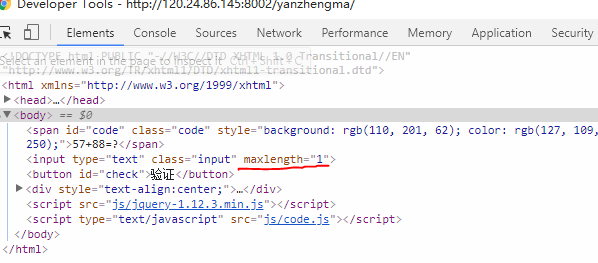 Developer Tools - http://120.24.86.145:8002/yanzhengma/
Elements Console Sources Network Performance Memory Application
<!DOCTYPE html PUBLIC "-//W3C//DTD XHTML 1.0 Transitional//EN"
Select an element in the page to inspect it Ctrl + Shift + C
"http://www.w3.org/TR/xhtml1/DTD/xhtml1-transitional.dtd">
<html xmlns="http://www.w3.org/1999/xhtml">
<head>…</head>
<body> == $0
<span id="code" class="code" style="background: rgb(110, 201, 62); color: rgb(127, 109,
250);">57+88=?</span>
<input type="text" class="input" maxlength="1">
<button id="check">验证</button>
<div style="text-align:center;">…</div>
<script src="js/jquery-1.12.3.min.js"></script>
<script type="text/javascript" src="js/code.js"></script>
</body>
</html>